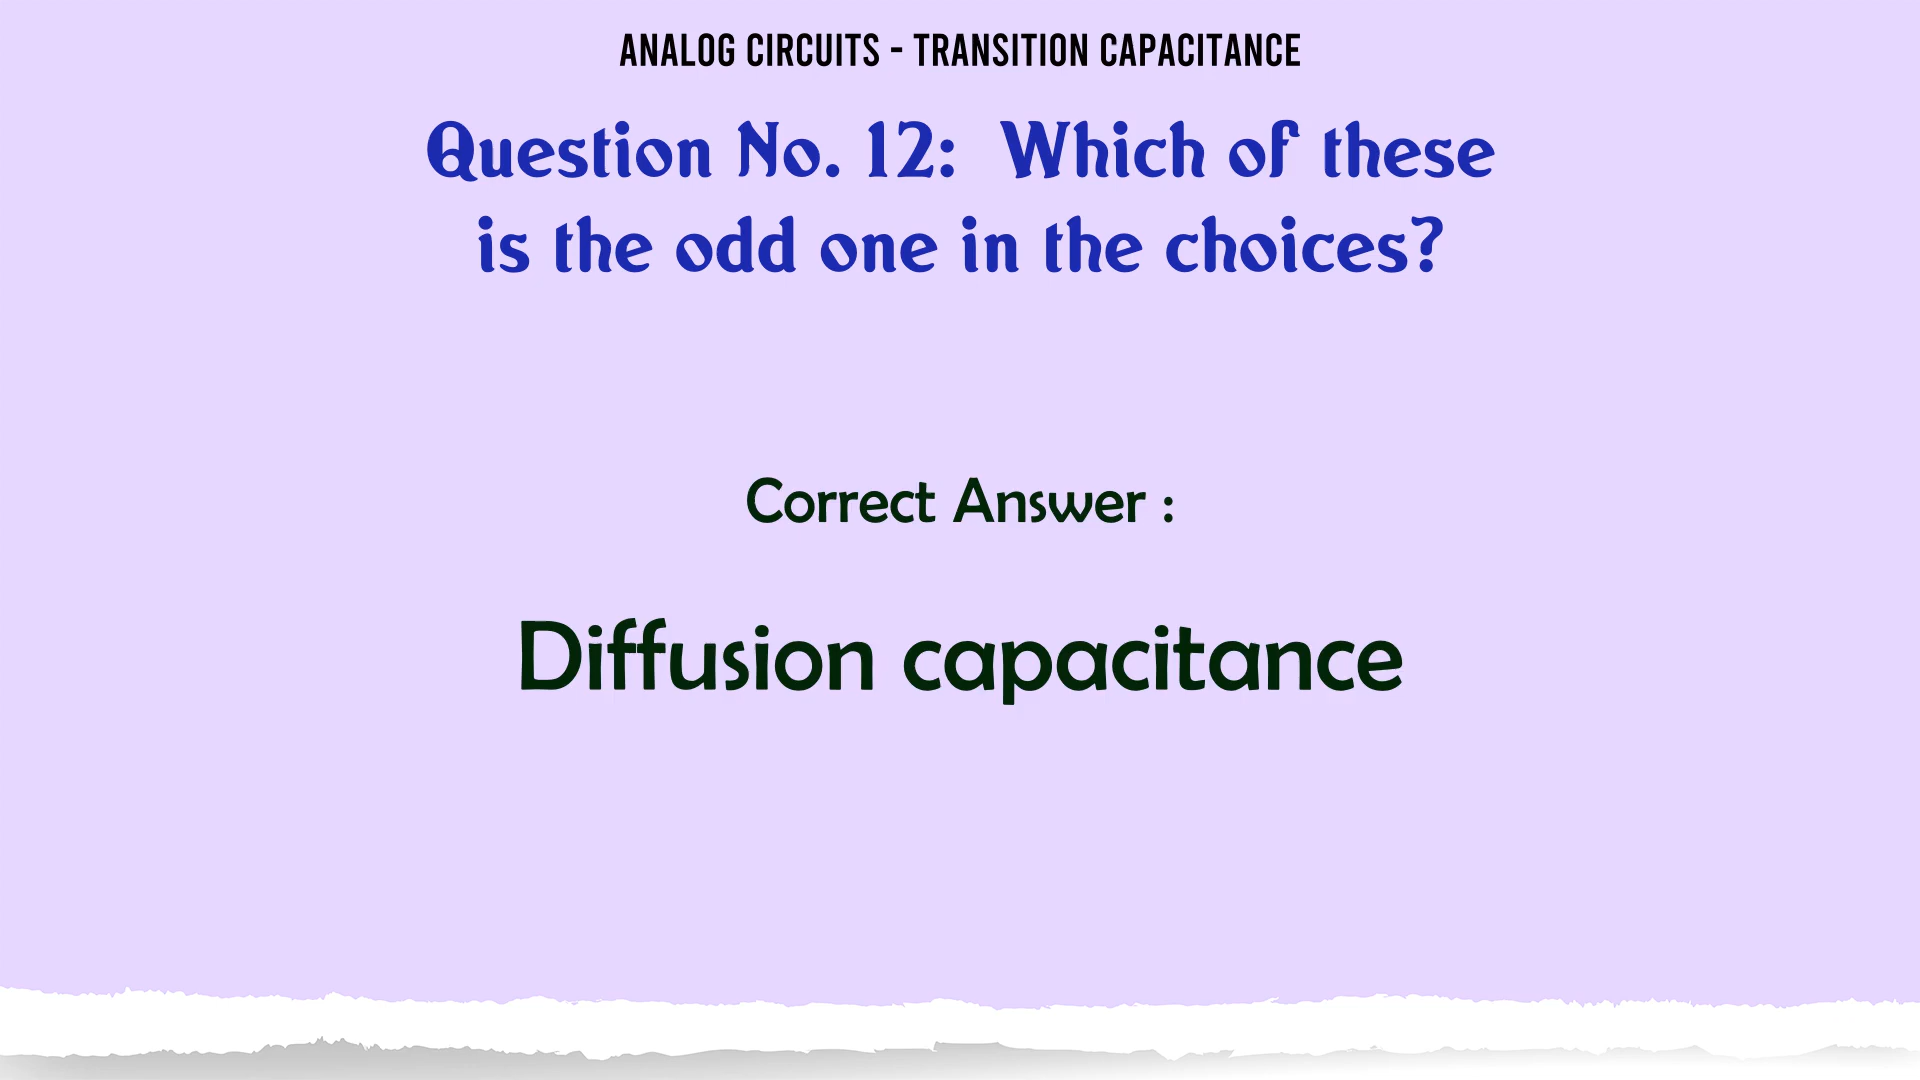 ANALOG CIRCUITS - TRANSITION CAPACITANCE
Question No. 12: Which of these
is the odd one in the choices?
Correct Answer :
Diffusion capacitance